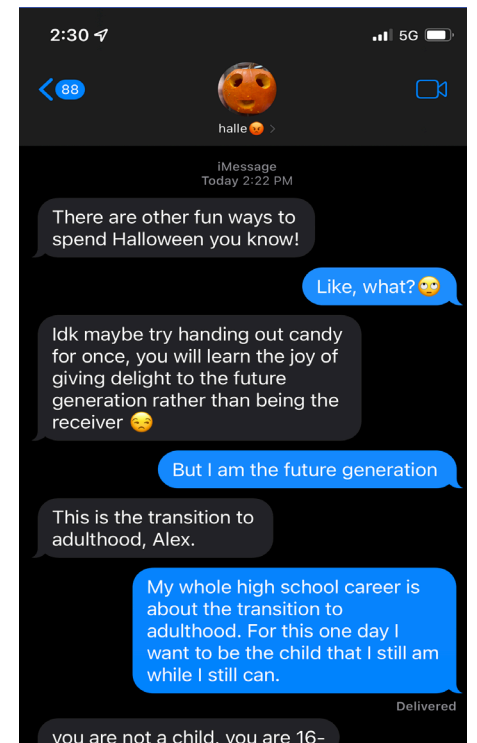 2:30
5G
88
halle😡 >
iMessage
Today 2:22 PM
There are other fun ways to
spend Halloween you know!
Like, what?🙄
Idk maybe try handing out candy
for once, you will learn the joy of
giving delight to the future
generation rather than being the
receiver 😒
But I am the future generation
This is the transition to
adulthood, Alex.
My whole high school career is
about the transition to
adulthood. For this one day I
want to be the child that I still am
while I still can.
Delivered
you are not a child, you are 16-